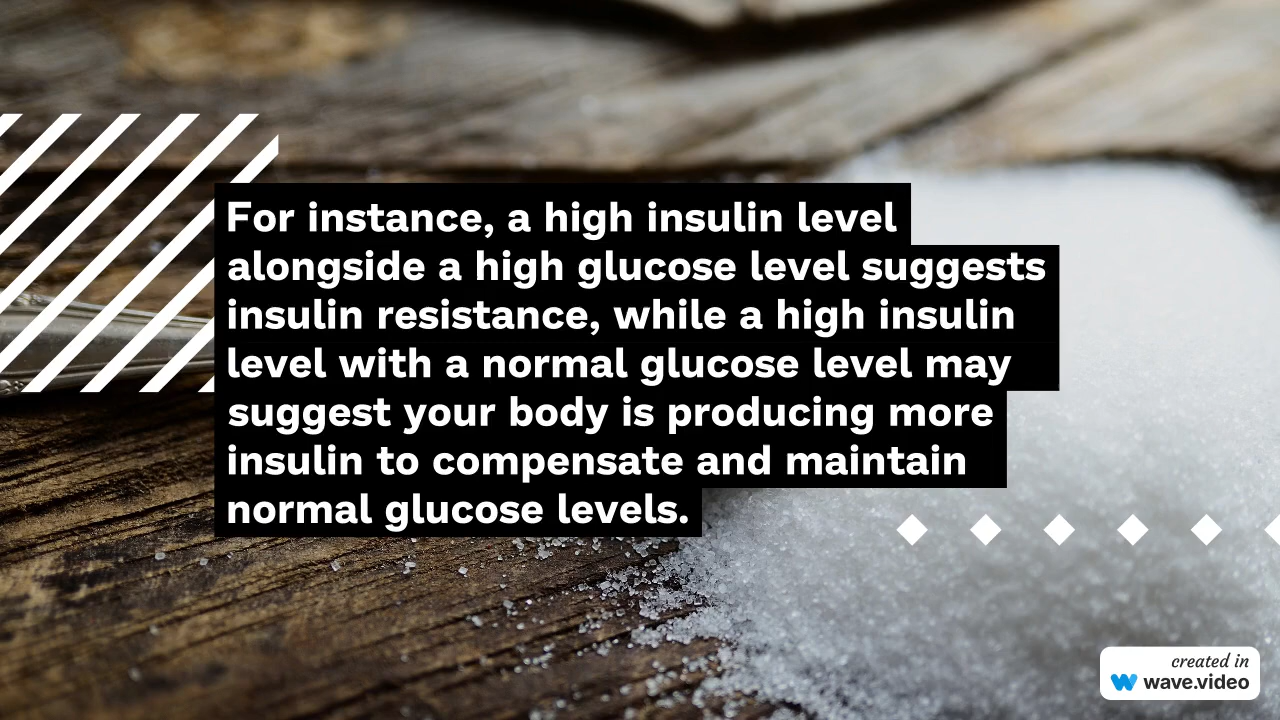 For instance, a high insulin level
alongside a high glucose level suggests
insulin resistance, while a high insulin
level with a normal glucose level may
suggest your body is producing more
insulin to compensate and maintain
normal glucose levels.
created in
wave.video